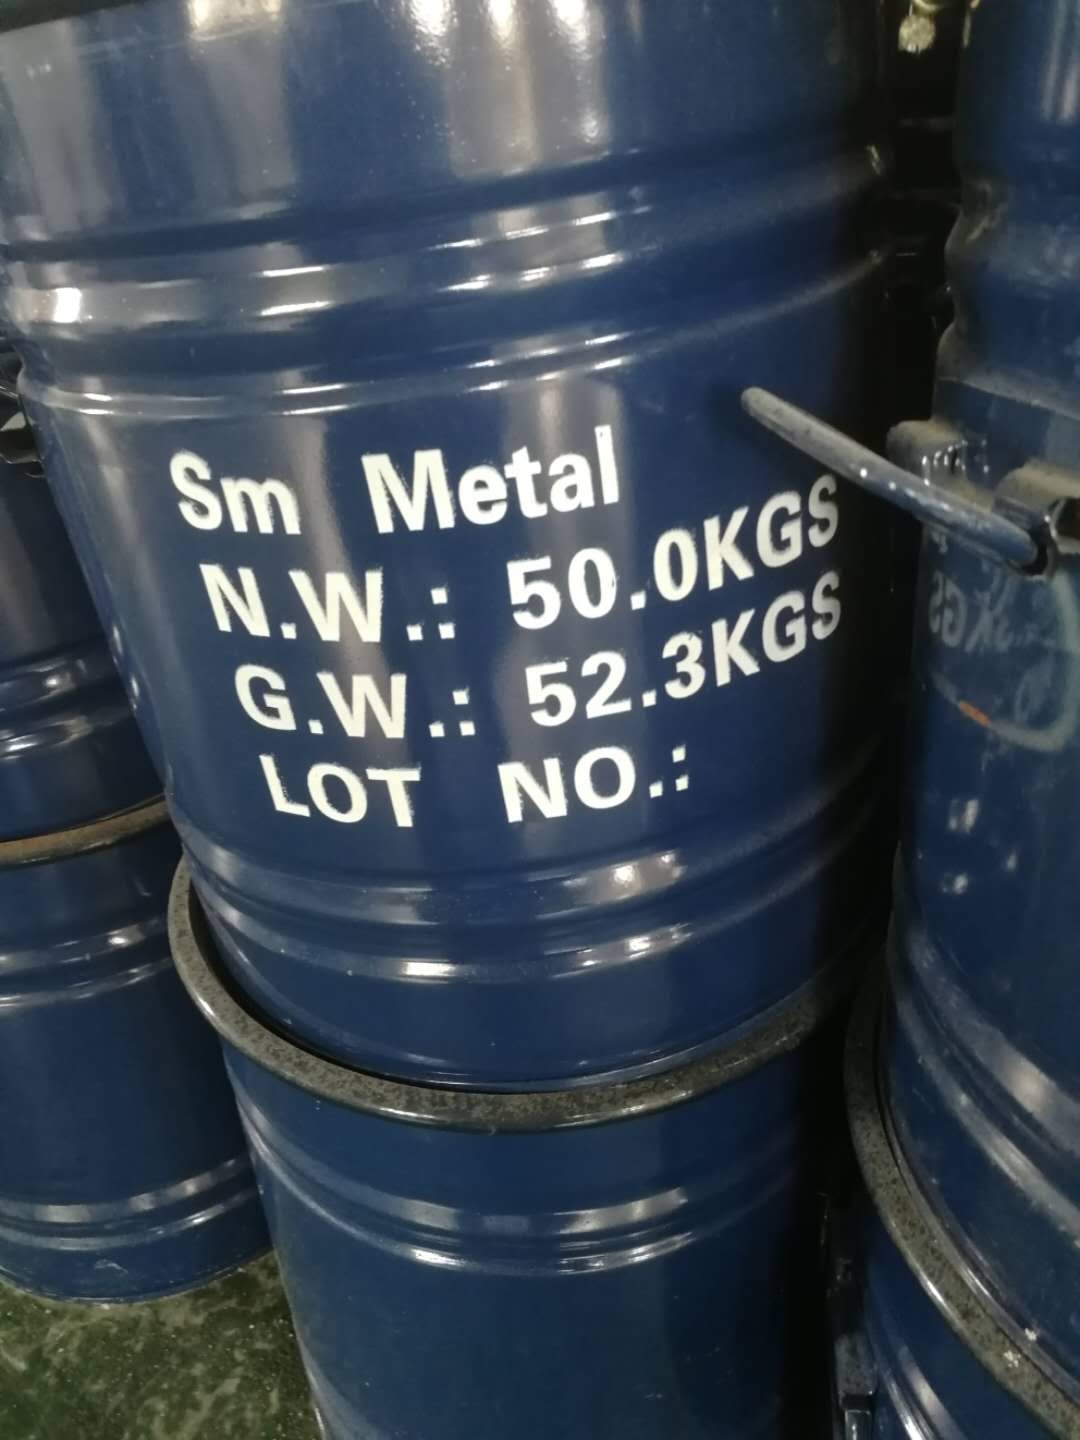 Sm Metal
N.W.: 50.0KGS
G.W.: 52.3KGS
LOT NO.: